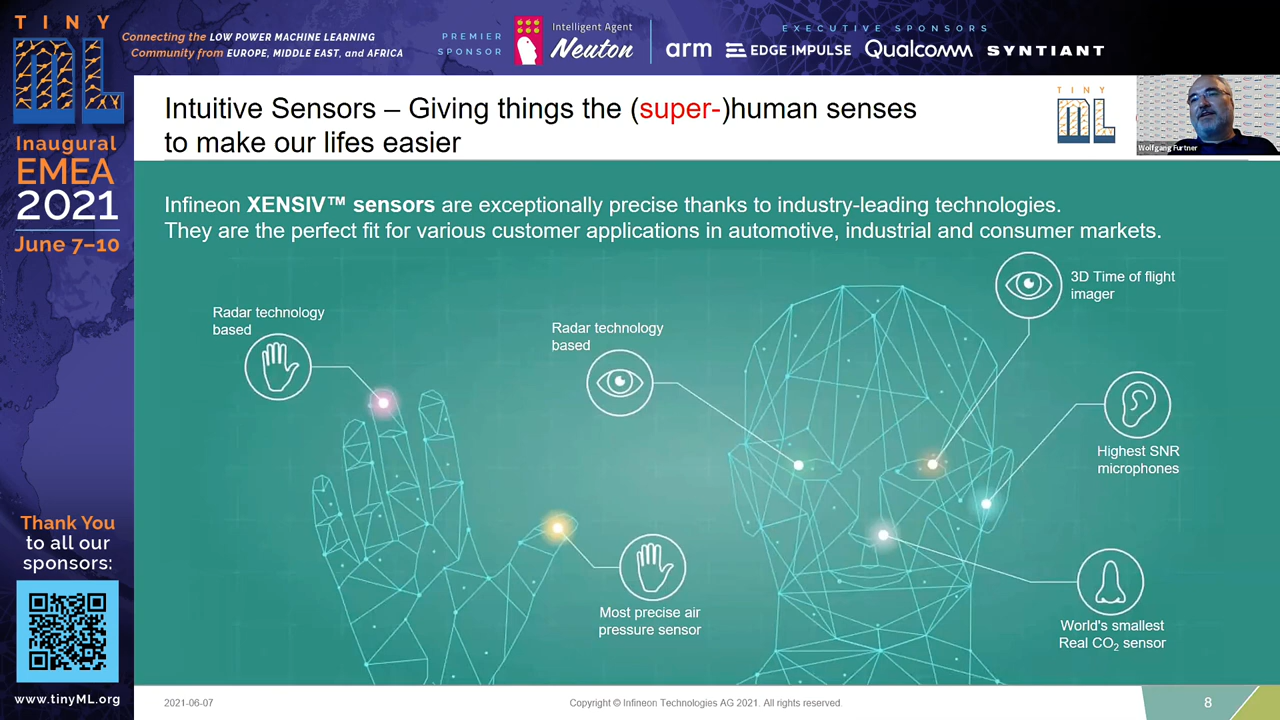 TINY
ML
Connecting the LOW POWER MACHINE LEARNING
Community from EUROPE, MIDDLE EAST, and AFRICA
PREMIER
SPONSOR
Intelligent Agent
Neuton
EXECUTIVE SPONSORS
arm
EDGE IMPULSE
Qualcomm
SYNTIANT
Inaugural
EMEA
2021
June 7–10
Thank You
to all our
sponsors:
www.tinyML.org
Intuitive Sensors – Giving things the (super-)human senses
to make our lifes easier
TINY
ML
Wolfgang Furtner
Infineon XENSIV™ sensors are exceptionally precise thanks to industry-leading technologies.
They are the perfect fit for various customer applications in automotive, industrial and consumer markets.
Radar technology
based
Radar technology
based
3D Time of flight
imager
Highest SNR
microphones
Most precise air
pressure sensor
World's smallest
Real CO₂ sensor
2021-06-07
Copyright © Infineon Technologies AG 2021. All rights reserved.
8